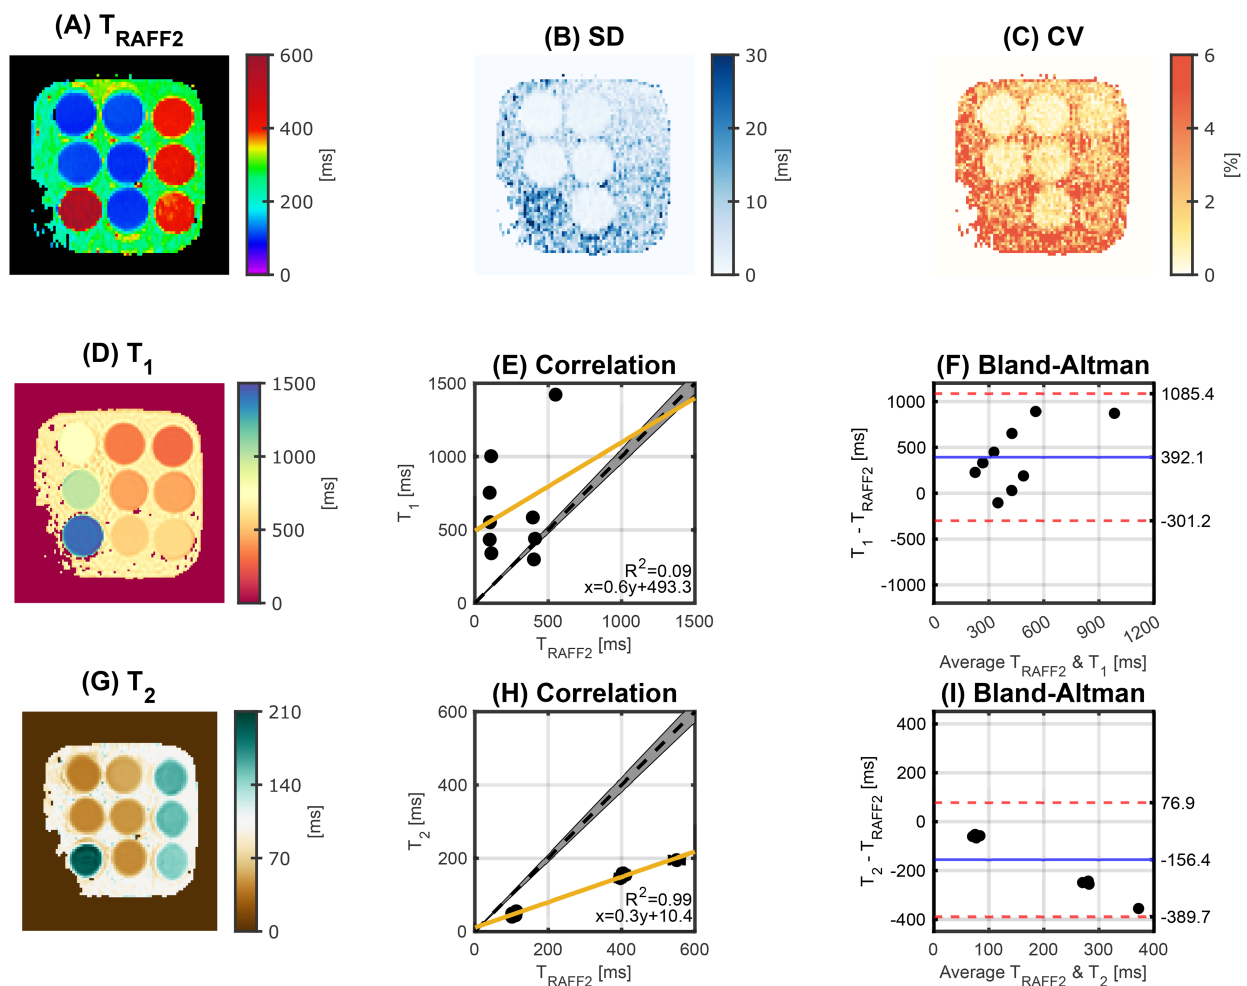 (A) TRAFF2
600
400
200
0
[ms]
(B) SD
30
20
10
0
[ms]
(C) CV
6
4
2
0
[%]
(D) T1
1500
1000
500
0
[ms]
(E) Correlation
1500
1000
500
0
T1 [ms]
R2=0.09
x=0.6y+493.3
0 500 1000 1500
TRAFF2 [ms]
(F) Bland-Altman
1000
500
0
-500
-1000
T1 - TRAFF2 [ms]
1085.4
392.1
-301.2
0 300 600 900 1200
Average TRAFF2 & T1 [ms]
(G) T2
210
140
70
0
[ms]
(H) Correlation
600
400
200
0
T2 [ms]
R2=0.99
x=0.3y+10.4
0 200 400 600
TRAFF2 [ms]
(I) Bland-Altman
400
200
0
-200
-400
T2 - TRAFF2 [ms]
76.9
-156.4
-389.7
0 100 200 300 400
Average TRAFF2 & T2 [ms]